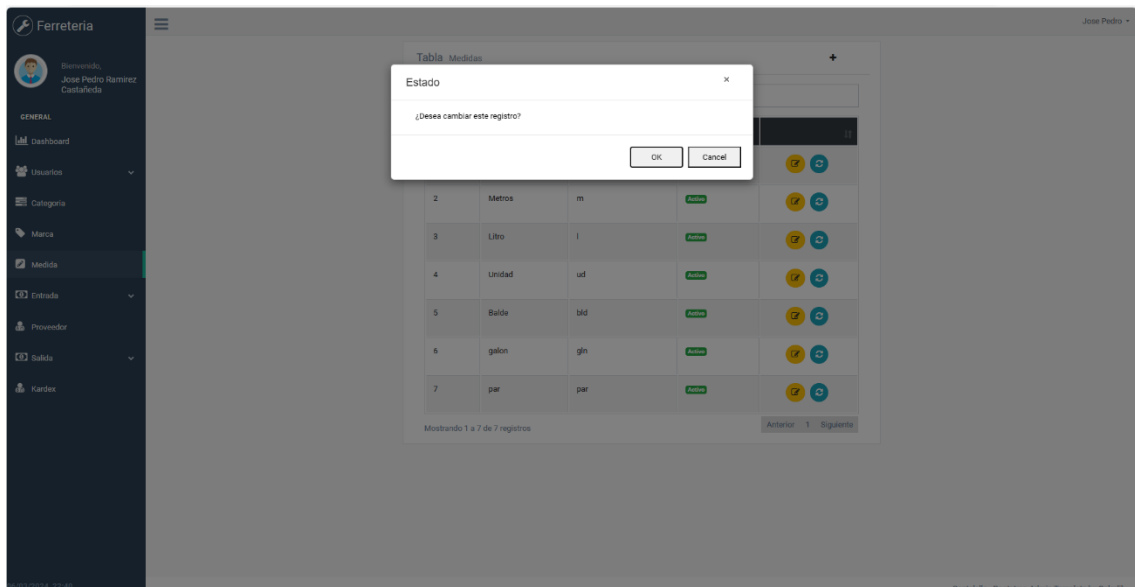 Ferreteria
Jose Pedro
Bienvenido,
Jose Pedro Ramirez
Castañeda
GENERAL
Dashboard
Usuarios
Categoria
Marca
Medida
Entrada
Proveedor
Salida
Kardex
Tabla Medidas
Estado ×
¿Desea cambiar este registro?
OK Cancel
2 Metros m Activo
3 Litro l Activo
4 Unidad ud Activo
5 Balde bld Activo
6 galon gln Activo
7 par par Activo
Mostrando 1 a 7 de 7 registros
Anterior 1 Siguiente